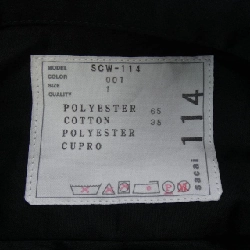 MODEL SCW-114
COLOR 001
SIZE 1
QUALITY
POLYESTER 65
COTTON 35
POLYESTER
CUPRO
sacai 114